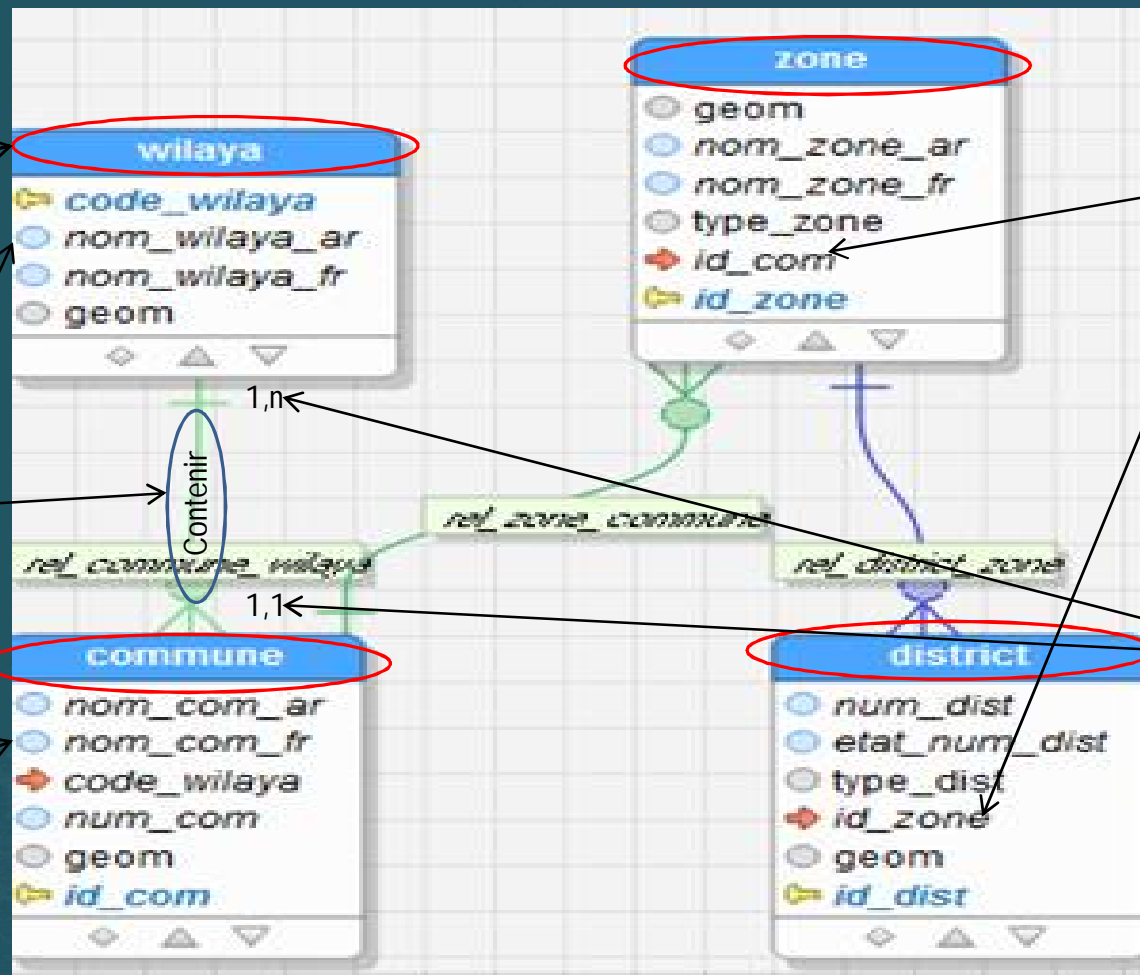 zone
geom
nom_zone_ar
nom_zone_fr
type_zone
id_com
id_zone
wilaya
code_wilaya
nom_wilaya_ar
nom_wilaya_fr
geom
1,n
Contenir
rel_zone_commune
rel_commune_wilaya
rel_district_zone
1,1
commune
nom_com_ar
nom_com_fr
code_wilaya
num_com
geom
id_com
district
num_dist
etat_num_dist
type_dist
id_zone
geom
id_dist